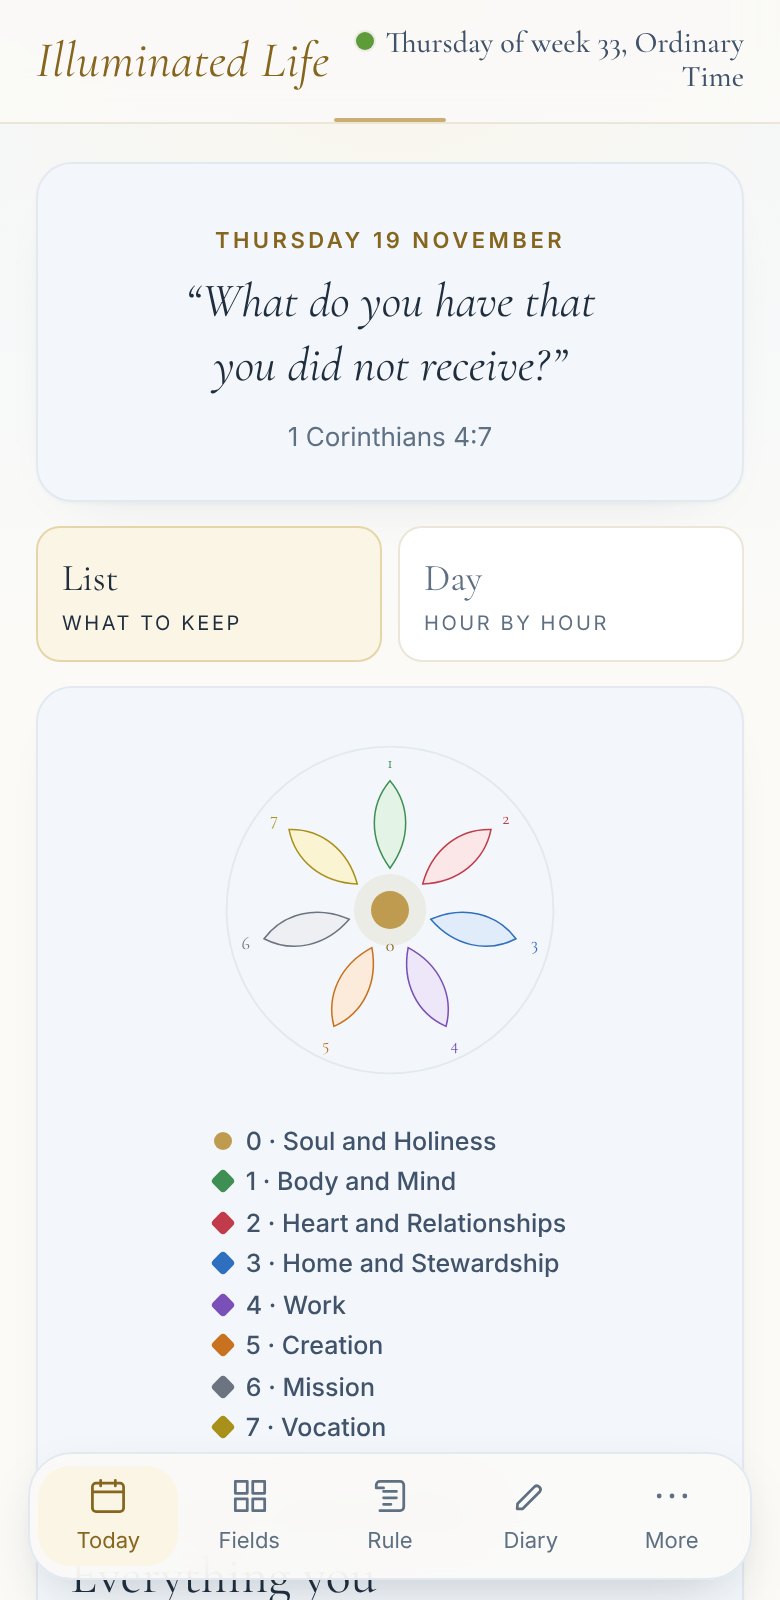 Illuminated Life
Thursday of week 33, Ordinary
Time
THURSDAY 19 NOVEMBER
“What do you have that
you did not receive?”
1 Corinthians 4:7
List
WHAT TO KEEP
Day
HOUR BY HOUR
1
7
2
6
0
3
5
4
0 · Soul and Holiness
1 · Body and Mind
2 · Heart and Relationships
3 · Home and Stewardship
4 · Work
5 · Creation
6 · Mission
7 · Vocation
Today
Fields
Rule
Diary
More
Everything you